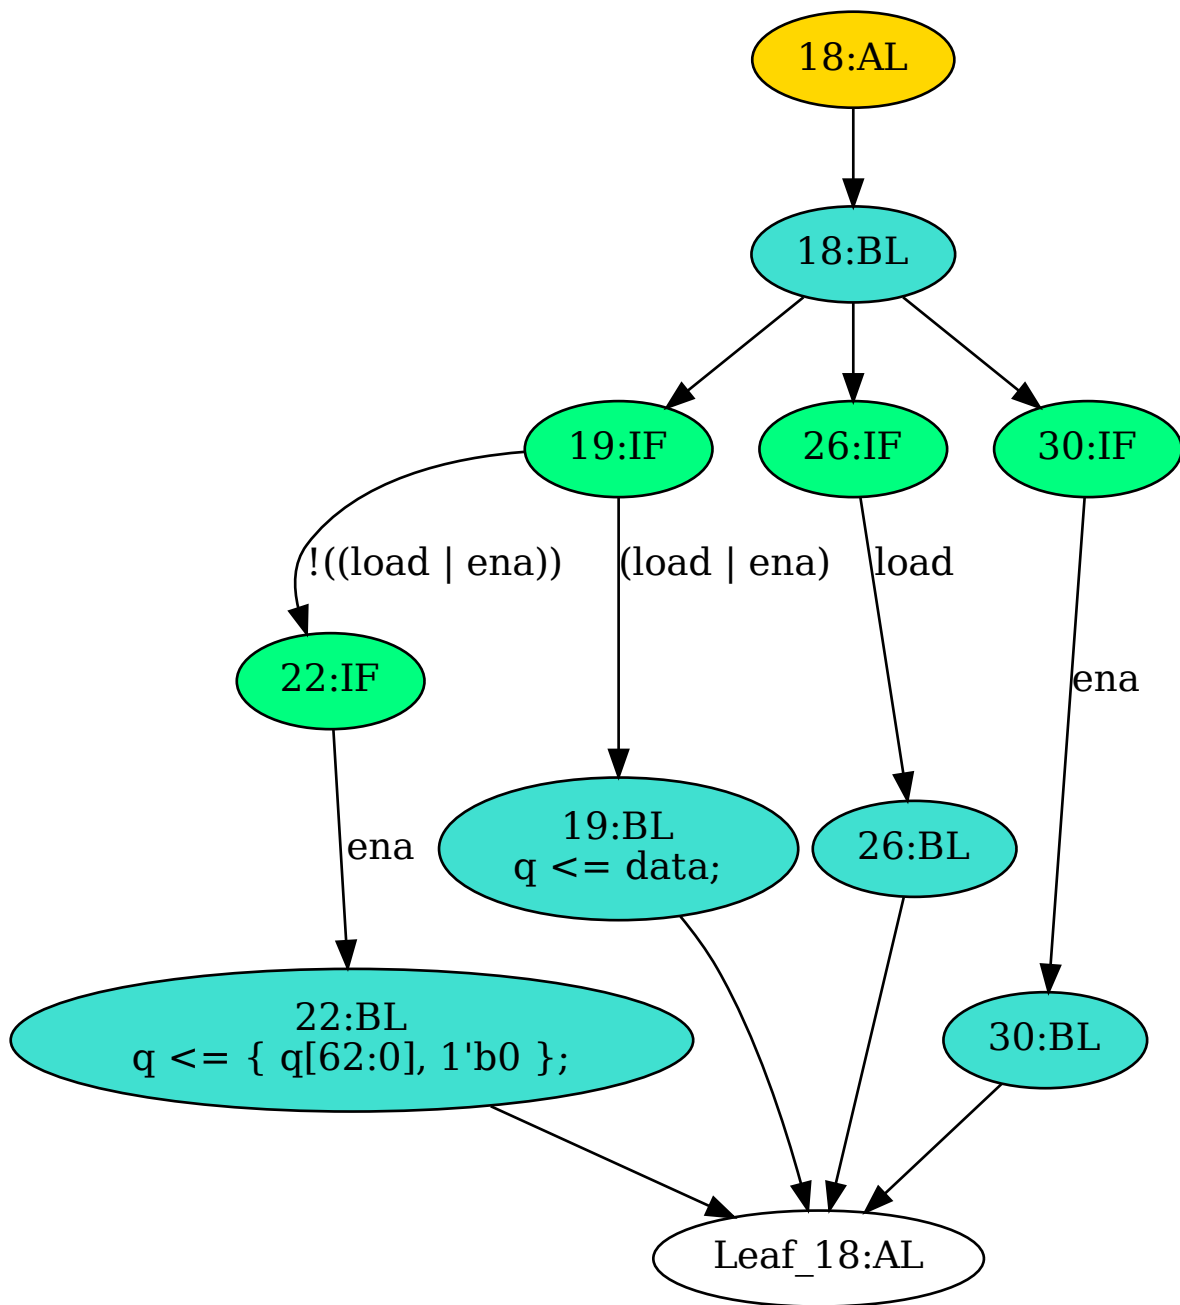 18:AL
18:BL
19:IF
26:IF
30:IF
!((load | ena))
(load | ena)
load
22:IF
ena
ena
19:BL
q <= data;
26:BL
22:BL
q <= { q[62:0], 1'b0 };
30:BL
Leaf_18:AL